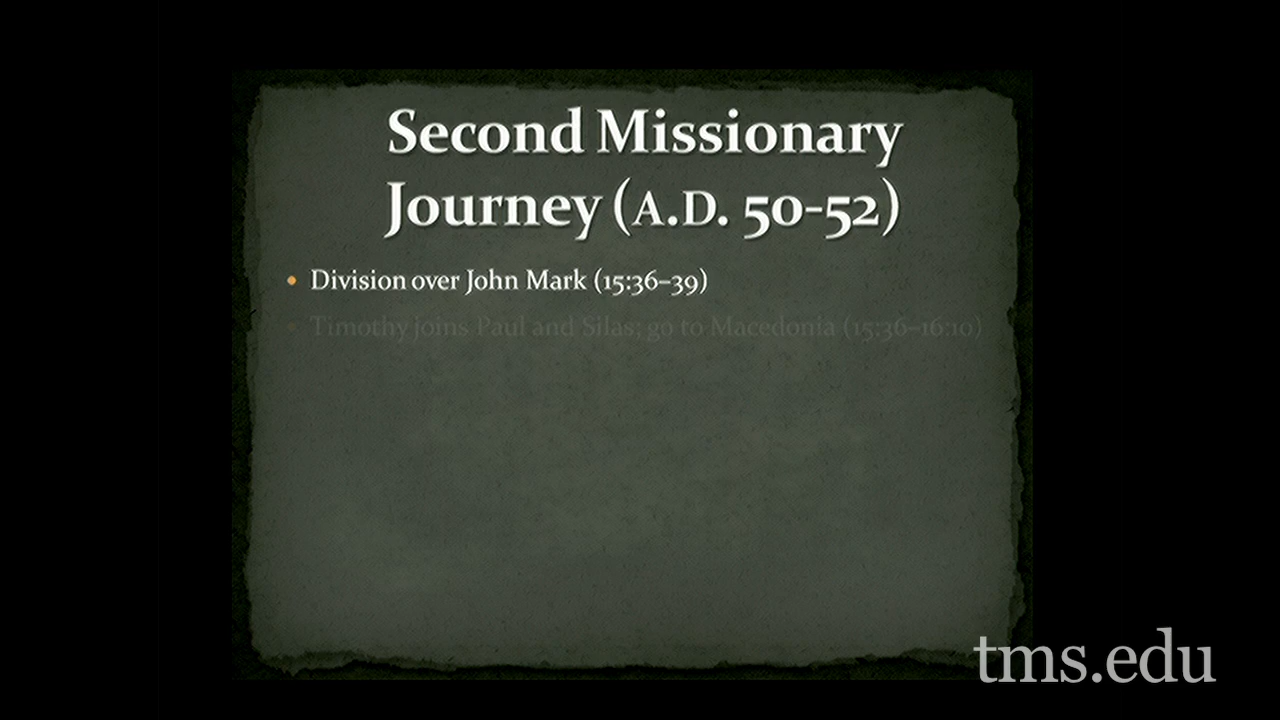 Second Missionary
Journey (A.D. 50-52)
• Division over John Mark (15:36–39)
• Timothy joins Paul and Silas; go to Macedonia (15:36–16:10)
tms.edu